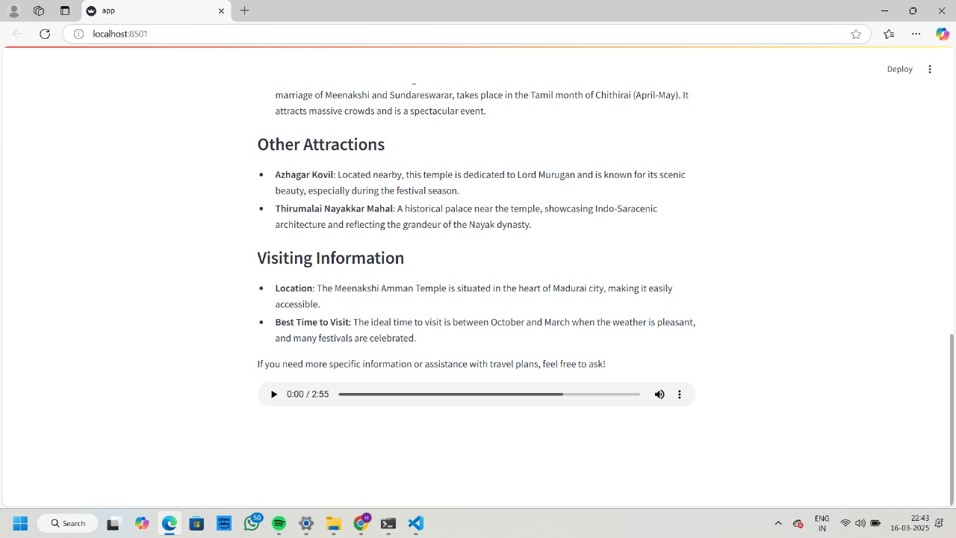 app
localhost:8501
Deploy
marriage of Meenakshi and Sundareswarar, takes place in the Tamil month of Chithirai (April-May). It
attracts massive crowds and is a spectacular event.
Other Attractions
Azhagar Kovil: Located nearby, this temple is dedicated to Lord Murugan and is known for its scenic
beauty, especially during the festival season.
Thirumalai Nayakkar Mahal: A historical palace near the temple, showcasing Indo-Saracenic
architecture and reflecting the grandeur of the Nayak dynasty.
Visiting Information
Location: The Meenakshi Amman Temple is situated in the heart of Madurai city, making it easily
accessible.
Best Time to Visit: The ideal time to visit is between October and March when the weather is pleasant,
and many festivals are celebrated.
If you need more specific information or assistance with travel plans, feel free to ask!
0:00 / 2:55
Search
50
H
ENG
IN
22:43
16-03-2025